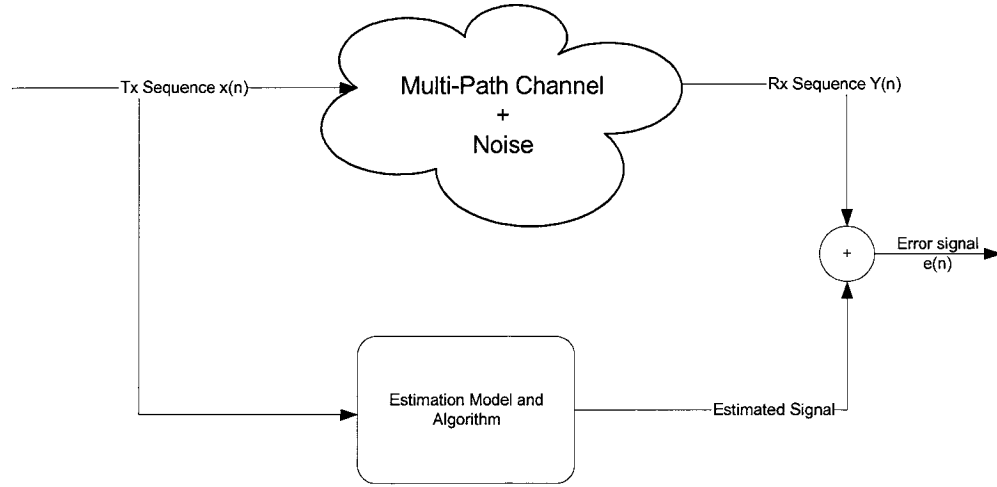 Tx Sequence x(n)
Multi-Path Channel
+
Noise
Rx Sequence Y(n)
+
Error signal
e(n)
Estimation Model and
Algorithm
Estimated Signal